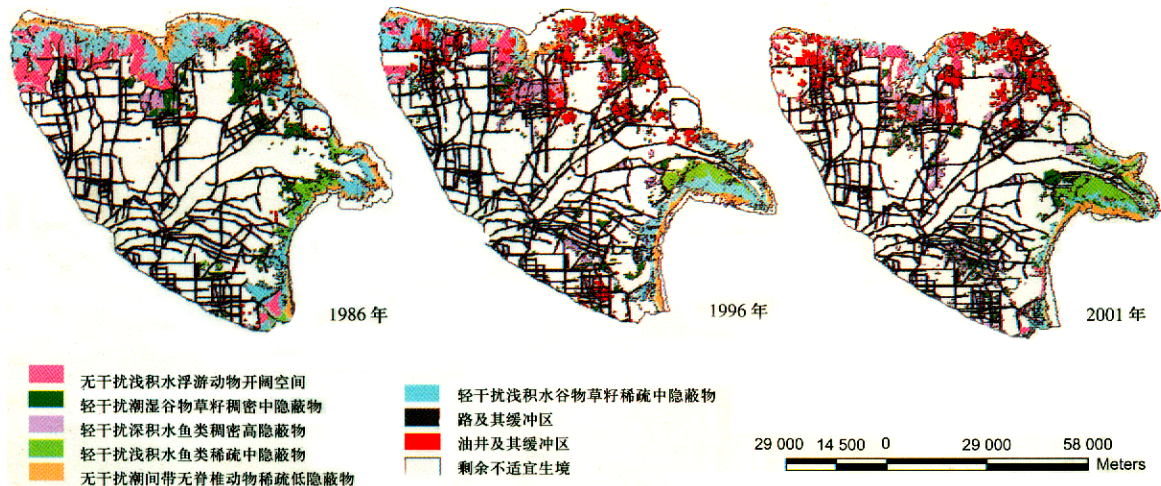 1986 年
1996 年
2001 年
无干扰浅积水浮游动物开阔空间
轻干扰潮湿谷物草籽稠密中隐蔽物
轻干扰深积水鱼类稠密高隐蔽物
轻干扰浅积水鱼类稀疏中隐蔽物
无干扰潮间带无脊椎动物稀疏低隐蔽物
轻干扰浅积水谷物草籽稀疏中隐蔽物
路及其缓冲区
油井及其缓冲区
剩余不适宜生境
29 000 14 500 0 29 000 58 000
Meters